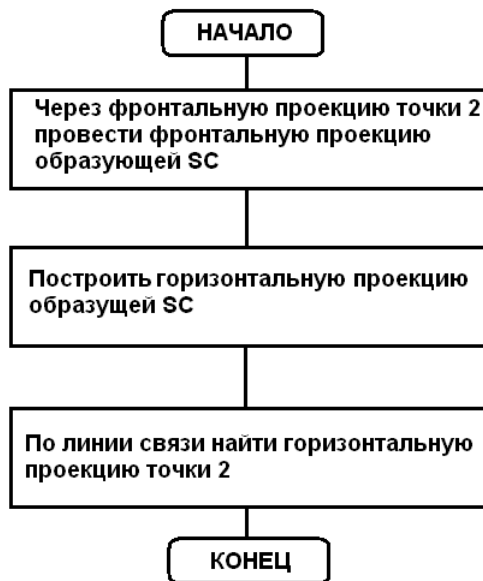 НАЧАЛО
Через фронтальную проекцию точки 2
провести фронтальную проекцию
образующей SC
Построить горизонтальную проекцию
образущей SC
По линии связи найти горизонтальную
проекцию точки 2
КОНЕЦ